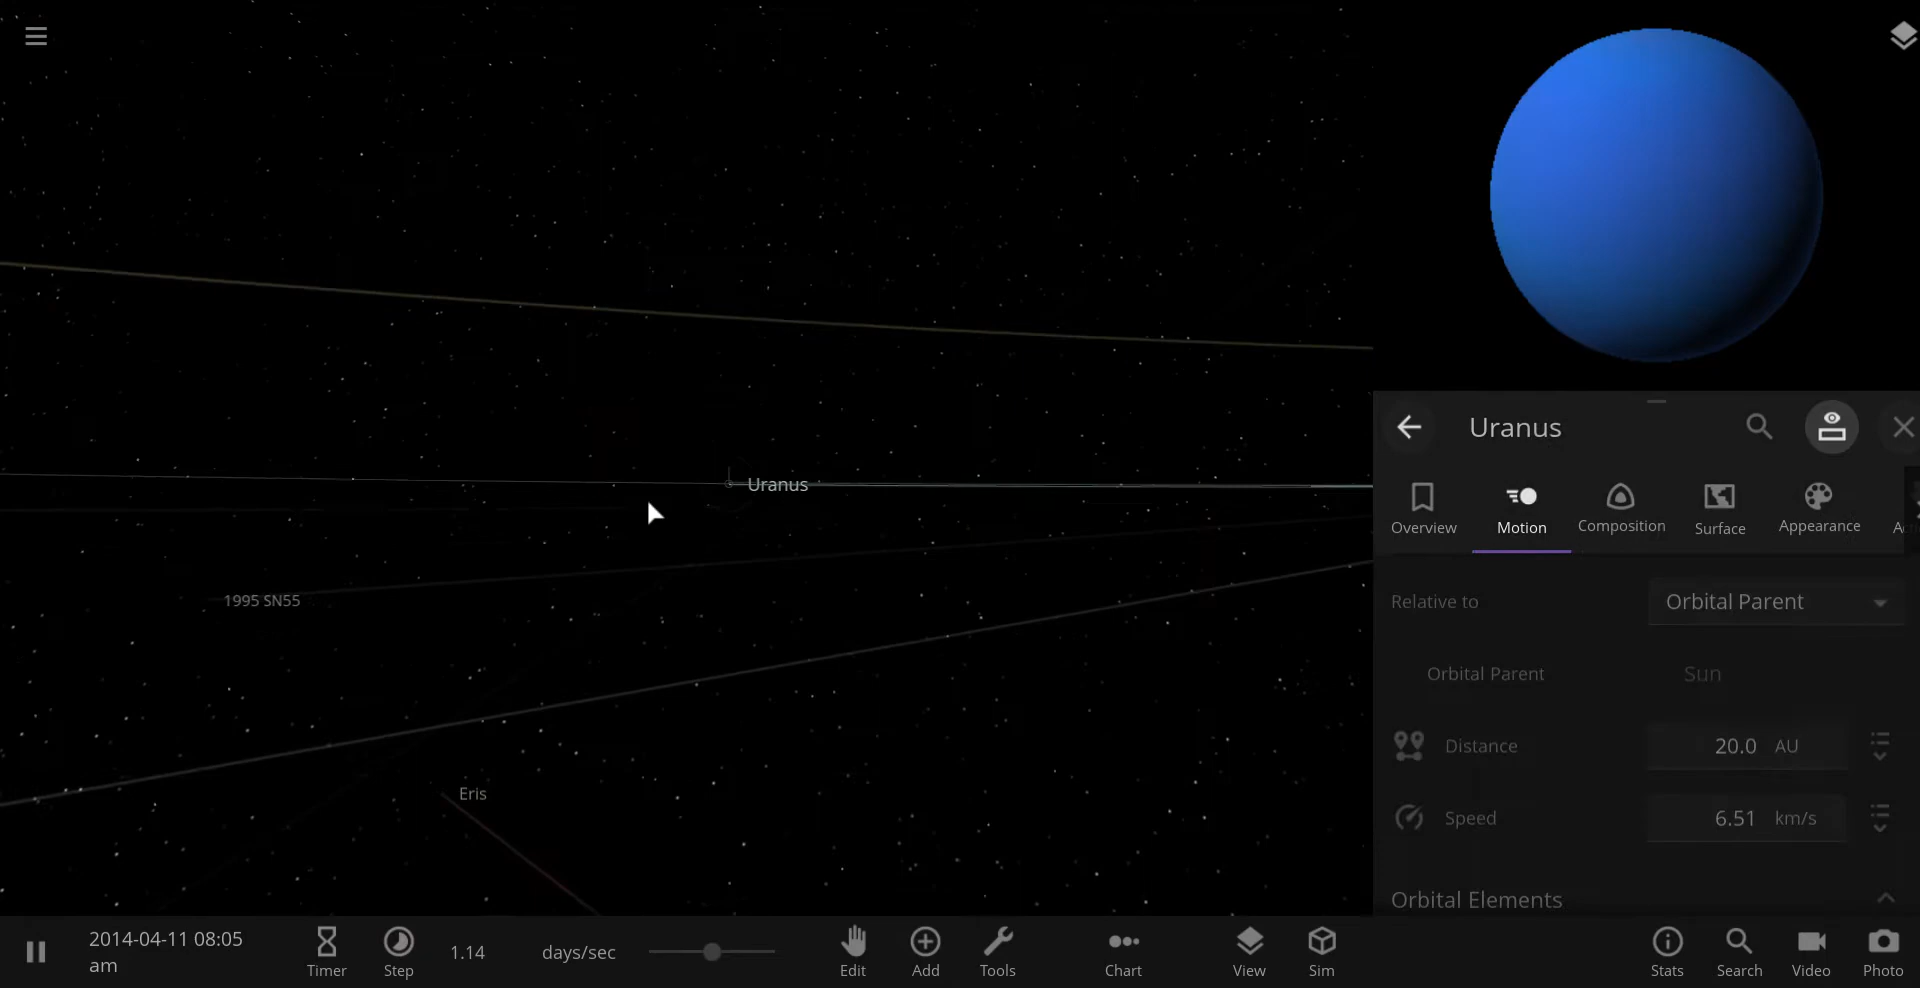 Uranus
1995 SN55
Eris
Uranus
Overview
Motion
Composition
Surface
Appearance
Relative to
Orbital Parent
Orbital Parent
Sun
Distance
20.0 AU
Speed
6.51 km/s
Orbital Elements
2014-04-11 08:05
am
Timer
Step
1.14 days/sec
Edit
Add
Tools
Chart
View
Sim
Stats
Search
Video
Photo